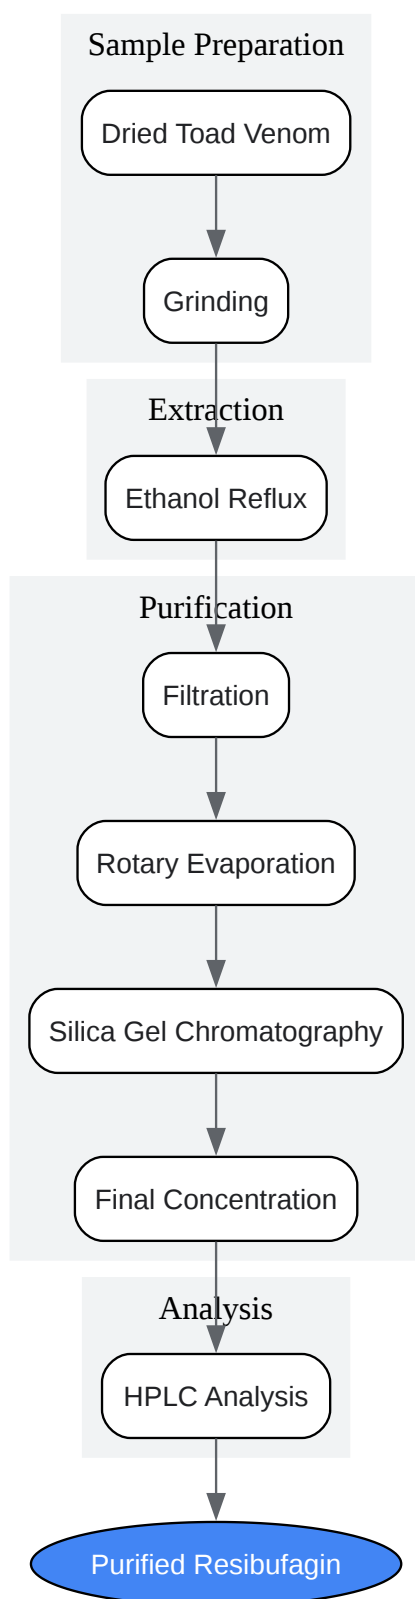 Sample Preparation
Dried Toad Venom
Grinding
Extraction
Ethanol Reflux
Purification
Filtration
Rotary Evaporation
Silica Gel Chromatography
Final Concentration
Analysis
HPLC Analysis
Purified Resibufagin